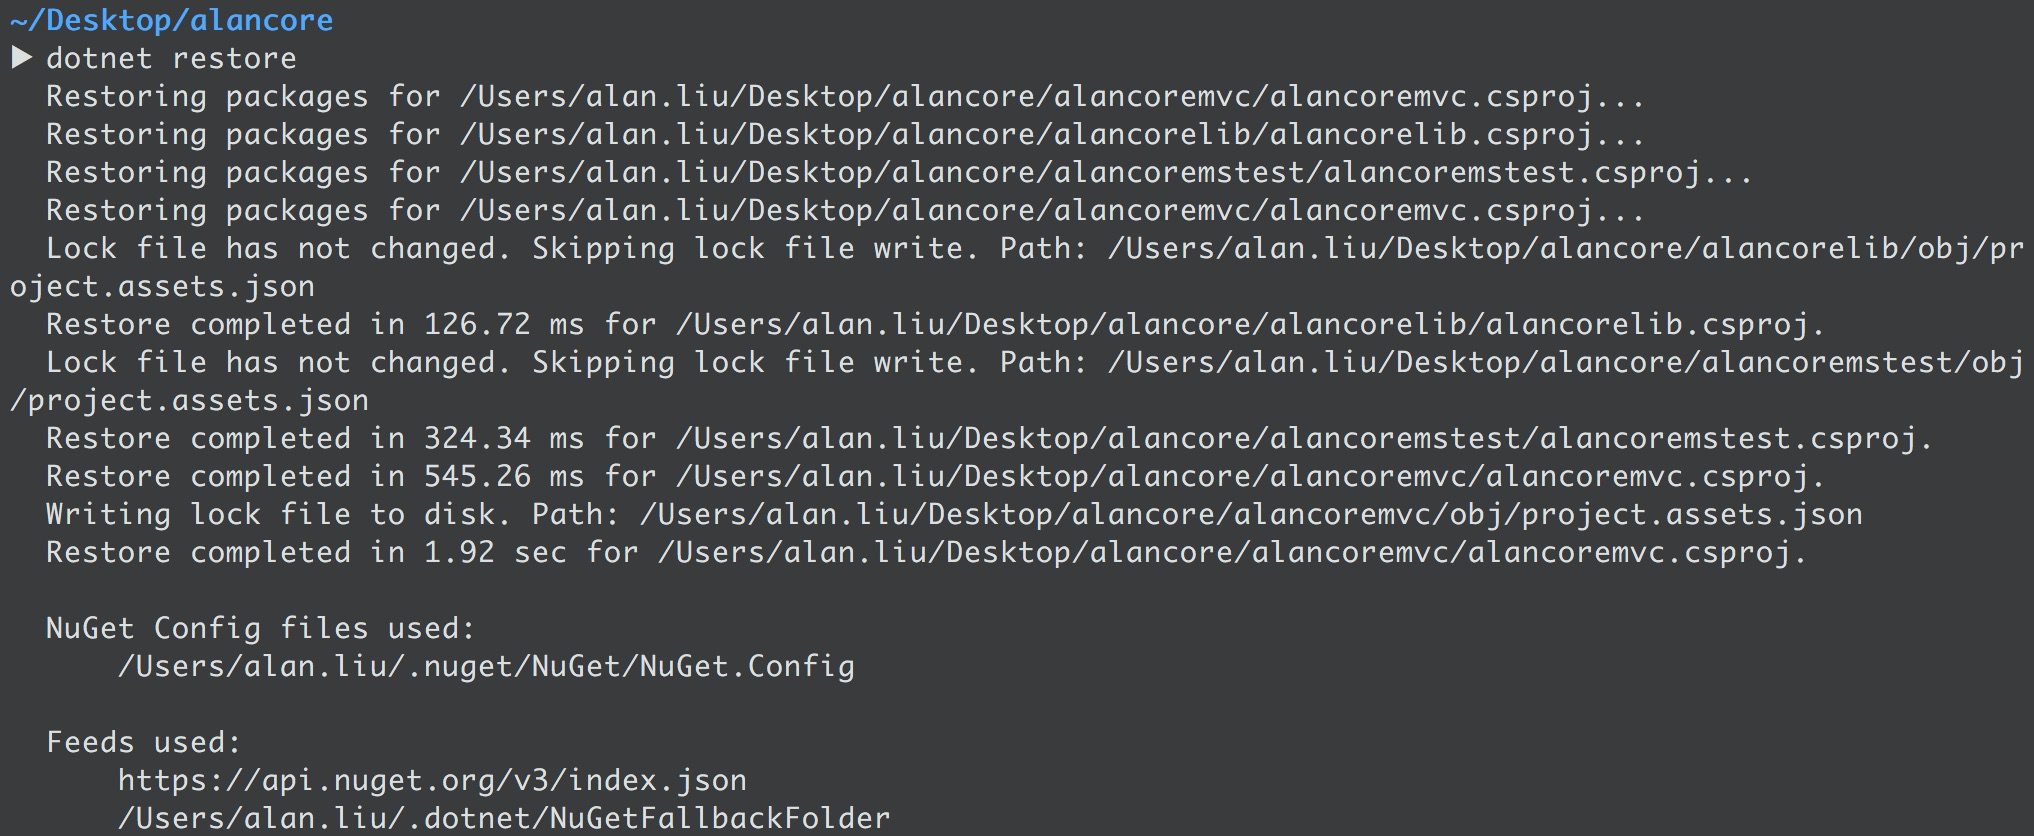 ~/Desktop/alancore
▶ dotnet restore
Restoring packages for /Users/alan.liu/Desktop/alancore/alancoremvc/alancoremvc.csproj...
Restoring packages for /Users/alan.liu/Desktop/alancore/alancorelib/alancorelib.csproj...
Restoring packages for /Users/alan.liu/Desktop/alancore/alancoremstest/alancoremstest.csproj...
Restoring packages for /Users/alan.liu/Desktop/alancore/alancoremvc/alancoremvc.csproj...
Lock file has not changed. Skipping lock file write. Path: /Users/alan.liu/Desktop/alancore/alancorelib/obj/pr
oject.assets.json
Restore completed in 126.72 ms for /Users/alan.liu/Desktop/alancore/alancorelib/alancorelib.csproj.
Lock file has not changed. Skipping lock file write. Path: /Users/alan.liu/Desktop/alancore/alancoremstest/obj
/project.assets.json
Restore completed in 324.34 ms for /Users/alan.liu/Desktop/alancore/alancoremstest/alancoremstest.csproj.
Restore completed in 545.26 ms for /Users/alan.liu/Desktop/alancore/alancoremvc/alancoremvc.csproj.
Writing lock file to disk. Path: /Users/alan.liu/Desktop/alancore/alancoremvc/obj/project.assets.json
Restore completed in 1.92 sec for /Users/alan.liu/Desktop/alancore/alancoremvc/alancoremvc.csproj.
NuGet Config files used:
/Users/alan.liu/.nuget/NuGet/NuGet.Config
Feeds used:
https://api.nuget.org/v3/index.json
/Users/alan.liu/.dotnet/NuGetFallbackFolder